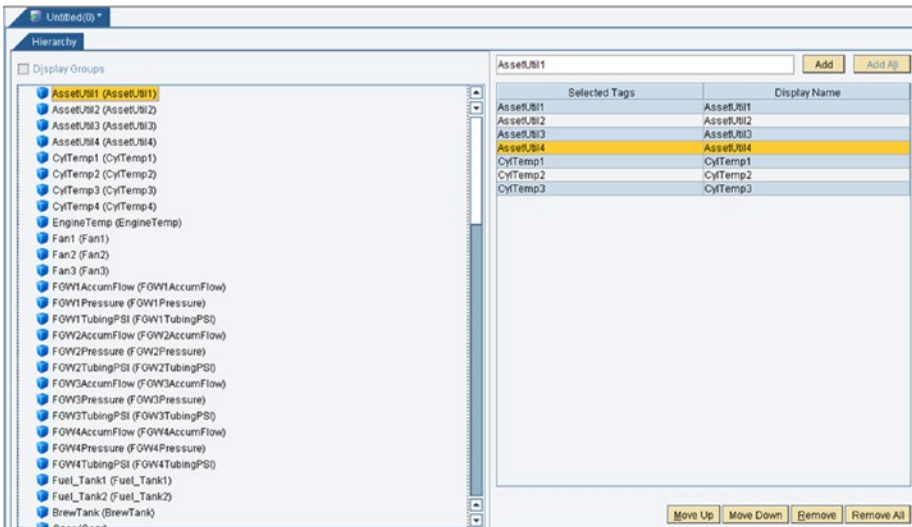 Untitled(0) *
Hierarchy
Display Groups
AssetUtil1 (AssetUtil1)
AssetUtil2 (AssetUtil2)
AssetUtil3 (AssetUtil3)
AssetUtil4 (AssetUtil4)
CylTemp1 (CylTemp1)
CylTemp2 (CylTemp2)
CylTemp3 (CylTemp3)
CylTemp4 (CylTemp4)
EngineTemp (EngineTemp)
Fan1 (Fan1)
Fan2 (Fan2)
Fan3 (Fan3)
FGW1AccumFlow (FGW1AccumFlow)
FGW1Pressure (FGW1Pressure)
FGW1TubingPSI (FGW1TubingPSI)
FGW2AccumFlow (FGW2AccumFlow)
FGW2Pressure (FGW2Pressure)
FGW2TubingPSI (FGW2TubingPSI)
FGW3AccumFlow (FGW3AccumFlow)
FGW3Pressure (FGW3Pressure)
FGW3TubingPSI (FGW3TubingPSI)
FGW4AccumFlow (FGW4AccumFlow)
FGW4Pressure (FGW4Pressure)
FGW4TubingPSI (FGW4TubingPSI)
Fuel_Tank1 (Fuel_Tank1)
Fuel_Tank2 (Fuel_Tank2)
BrewTank (BrewTank)
AssetUtil1 Add Add All
Selected Tags Display Name
AssetUtil1 AssetUtil1
AssetUtil2 AssetUtil2
AssetUtil3 AssetUtil3
AssetUtil4 AssetUtil4
CylTemp1 CylTemp1
CylTemp2 CylTemp2
CylTemp3 CylTemp3
Move Up Move Down Remove Remove All